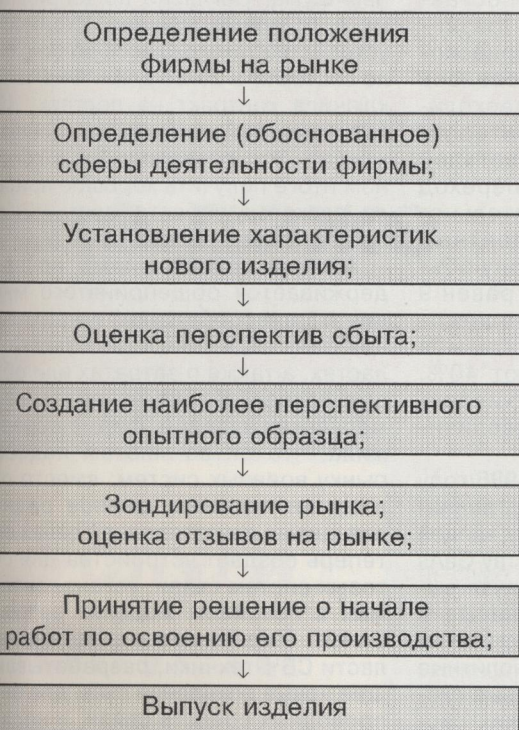 Определение положения
фирмы на рынке
↓
Определение (обоснованное)
сферы деятельности фирмы;
↓
Установление характеристик
нового изделия;
↓
Оценка перспектив сбыта;
↓
Создание наиболее перспективного
опытного образца;
↓
Зондирование рынка;
оценка отзывов на рынке;
↓
Принятие решение о начале
работ по освоению его производства;
↓
Выпуск изделия